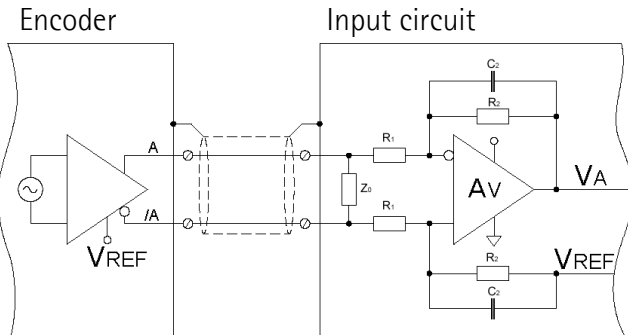 Encoder
Input circuit
C₂
R₂
A
R₁
Z₀
Av
VA
/A
R₁
VREF
R₂
VREF
C₂